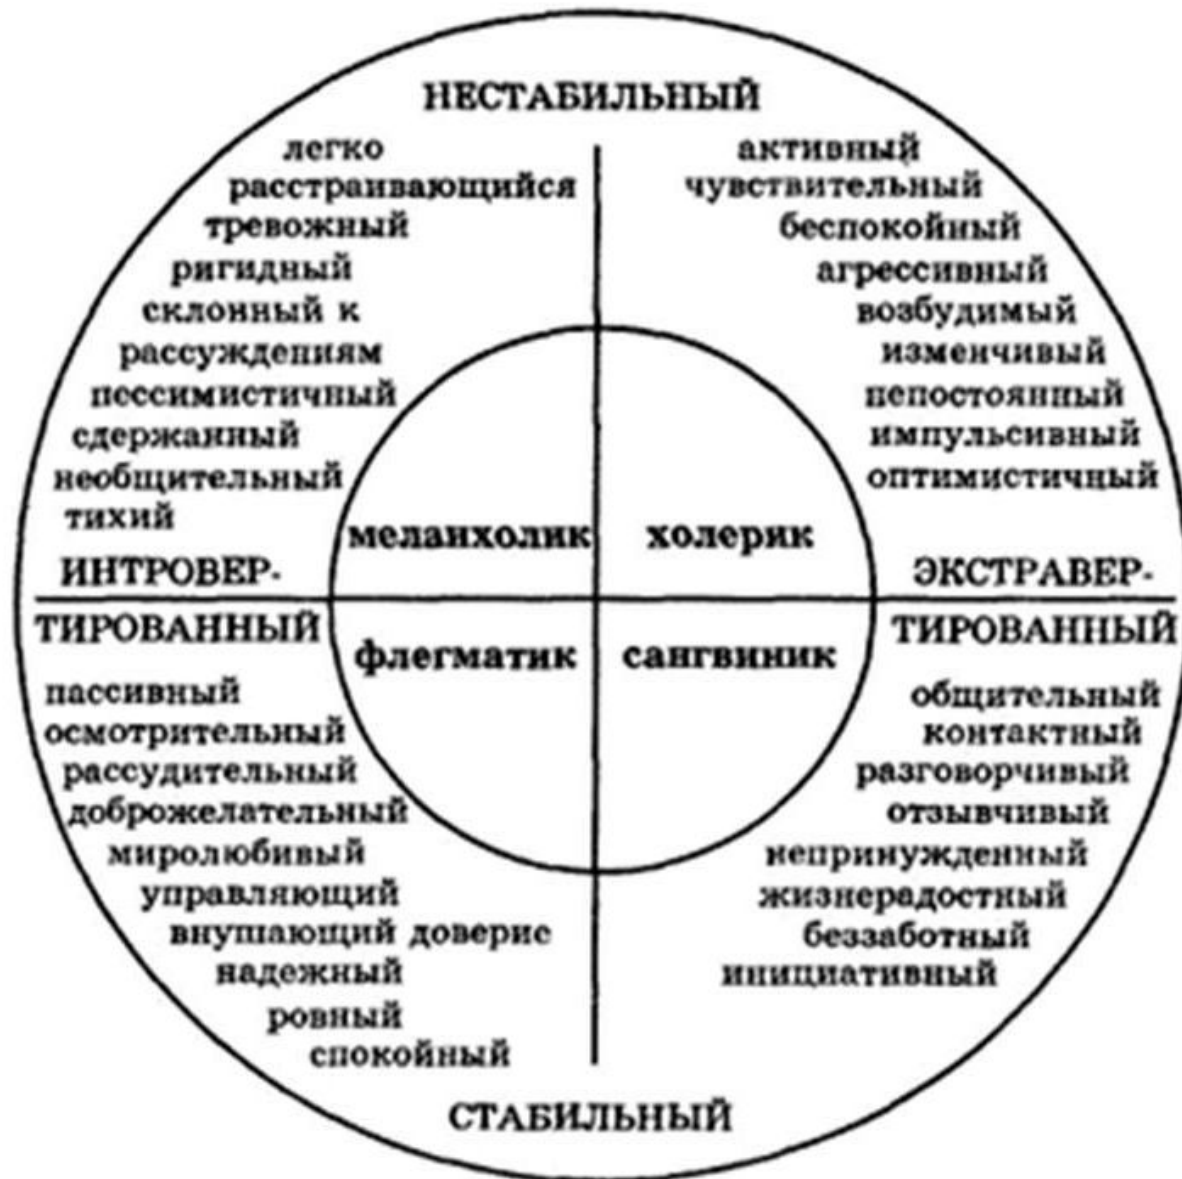 НЕСТАБИЛЬНЫЙ
легко
расстраивающийся
тревожный
ригидный
склонный к
рассуждениям
пессимистичный
сдержанный
необщительный
тихий
активный
чувствительный
беспокойный
агрессивный
возбудимый
изменчивый
непостоянный
импульсивный
оптимистичный
меланхолик
холерик
ИНТРОВЕР-
ТИРОВАННЫЙ
ЭКСТРАВЕР-
ТИРОВАННЫЙ
флегматик
сангвиник
пассивный
осмотрительный
рассудительный
доброжелательный
миролюбивый
управляющий
внушающий доверие
надежный
ровный
спокойный
общительный
контактный
разговорчивый
отзывчивый
непринужденный
жизнерадостный
беззаботный
инициативный
СТАБИЛЬНЫЙ